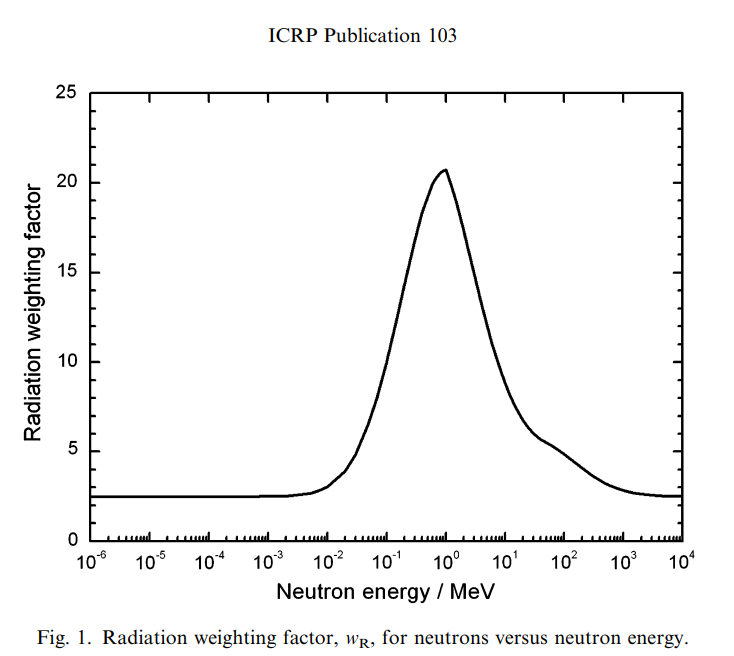 ICRP Publication 103
25
20
15
10
5
0
Radiation weighting factor
10⁻⁶ 10⁻⁵ 10⁻⁴ 10⁻³ 10⁻² 10⁻¹ 10⁰ 10¹ 10² 10³ 10⁴
Neutron energy / MeV
Fig. 1. Radiation weighting factor, wR, for neutrons versus neutron energy.